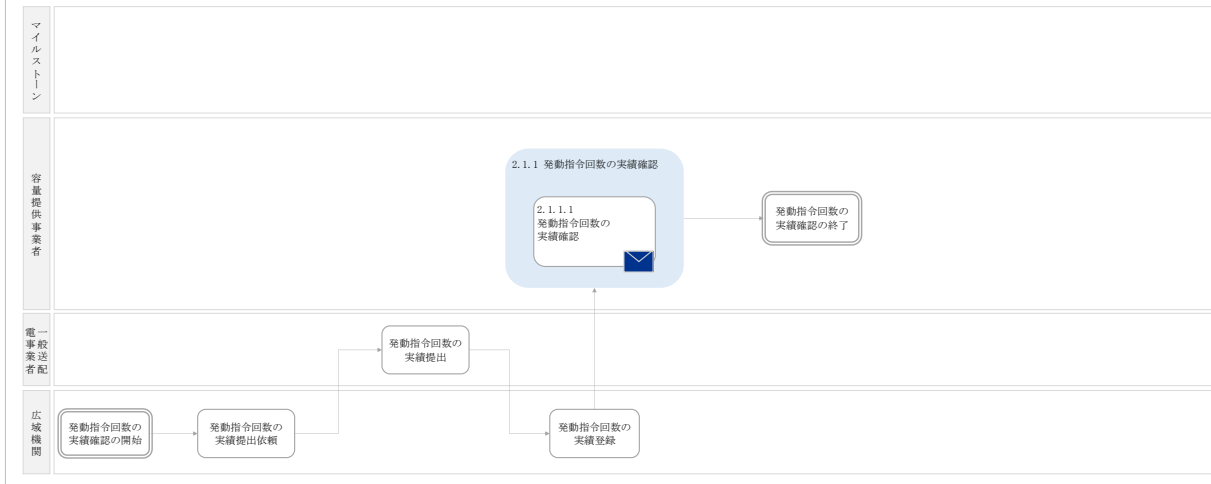 マイルストーン
容量提供事業者
2.1.1 発動指令回数の実績確認
2.1.1.1
発動指令回数の
実績確認
発動指令回数の
実績確認の終了
一般送配
電事業者
発動指令回数の
実績提出
広域機関
発動指令回数の
実績確認の開始
発動指令回数の
実績提出依頼
発動指令回数の
実績登録